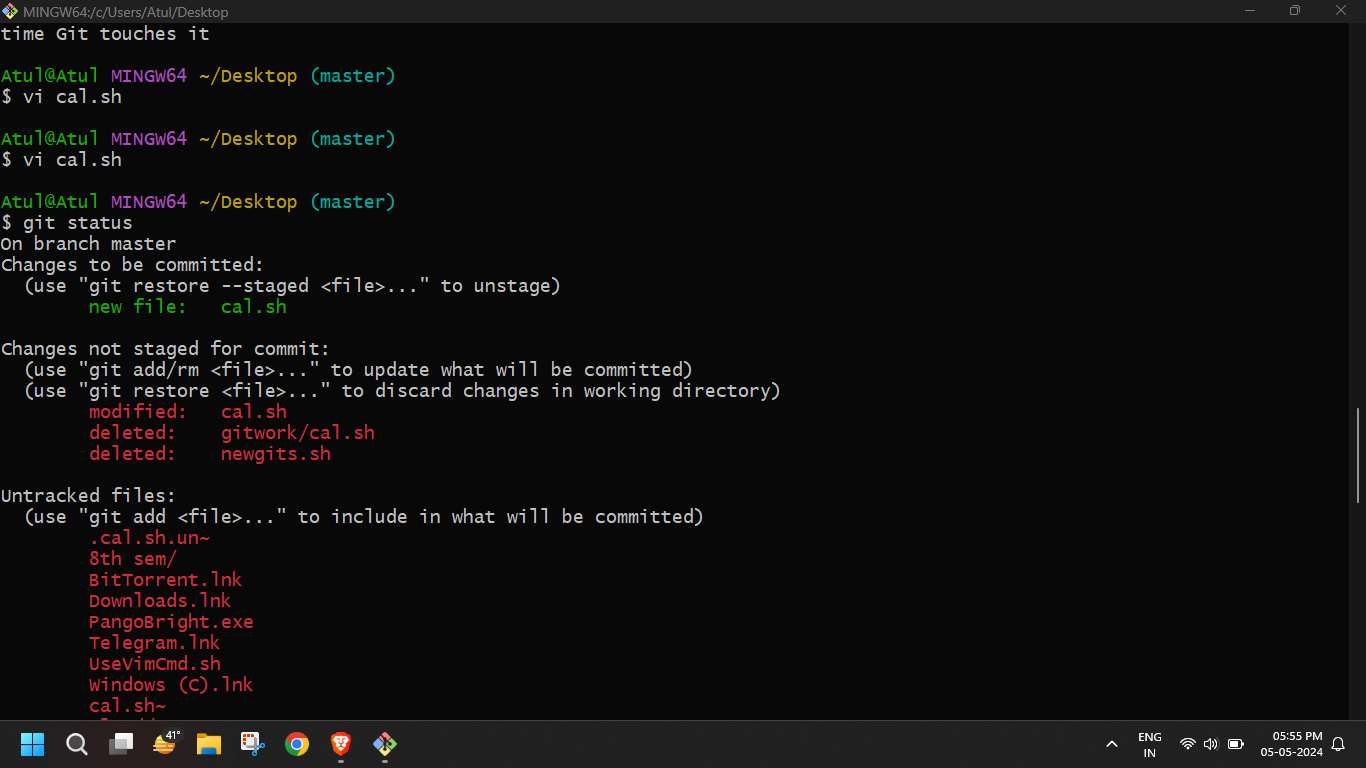 MINGW64:/c/Users/Atul/Desktop
time Git touches it
Atul@Atul MINGW64 ~/Desktop (master)
$ vi cal.sh
Atul@Atul MINGW64 ~/Desktop (master)
$ vi cal.sh
Atul@Atul MINGW64 ~/Desktop (master)
$ git status
On branch master
Changes to be committed:
  (use "git restore --staged <file>..." to unstage)
        new file:   cal.sh
Changes not staged for commit:
  (use "git add/rm <file>..." to update what will be committed)
  (use "git restore <file>..." to discard changes in working directory)
        modified:   cal.sh
        deleted:    gitwork/cal.sh
        deleted:    newgits.sh
Untracked files:
  (use "git add <file>..." to include in what will be committed)
        .cal.sh.un~
        8th sem/
        BitTorrent.lnk
        Downloads.lnk
        PangoBright.exe
        Telegram.lnk
        UseVimCmd.sh
        Windows (C).lnk
        cal.sh~
41°
ENG
IN
05:55 PM
05-05-2024